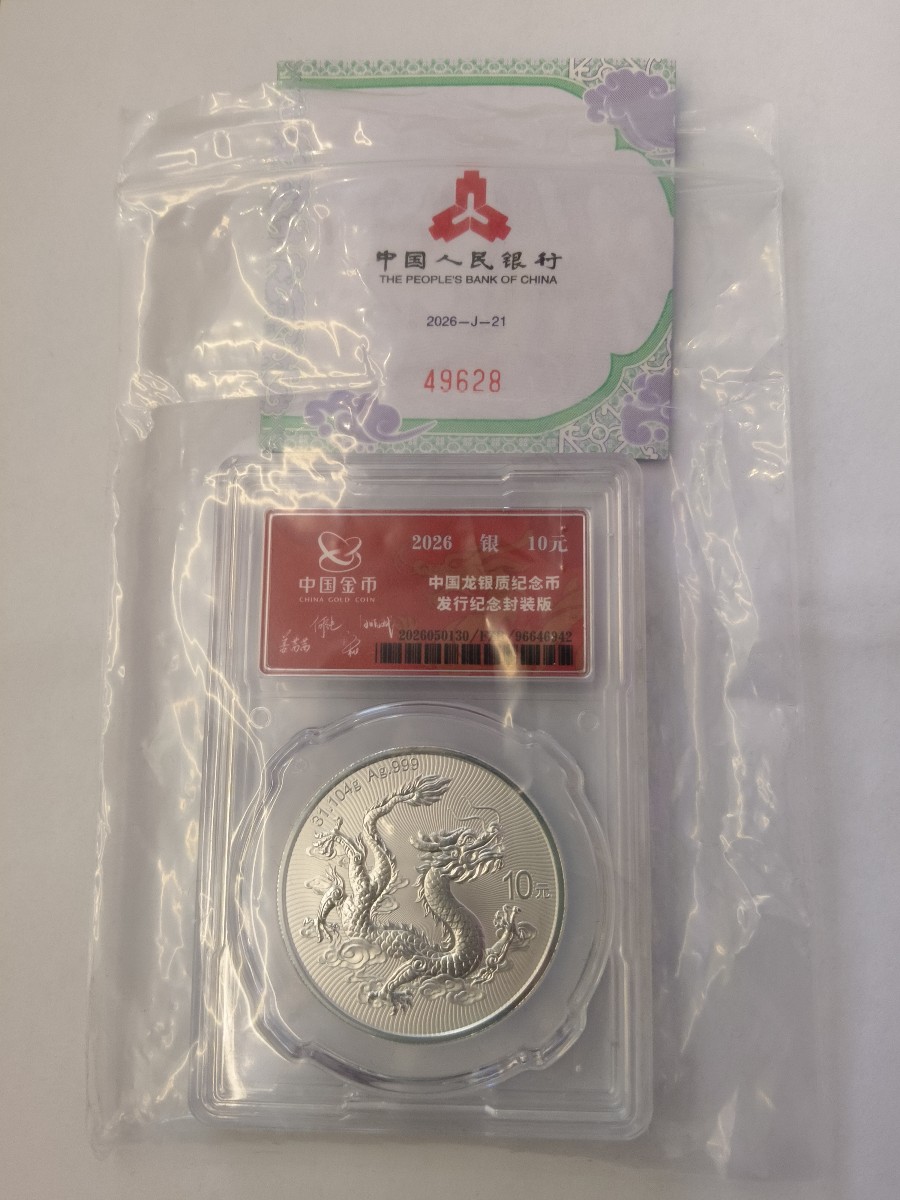 中国人民银行
THE PEOPLE'S BANK OF CHINA
2026—J—21
49628
2026 银 10元
中国金币
CHINA GOLD COIN
中国龙银质纪念币
发行纪念封装版
31.104g Ag.999
10元